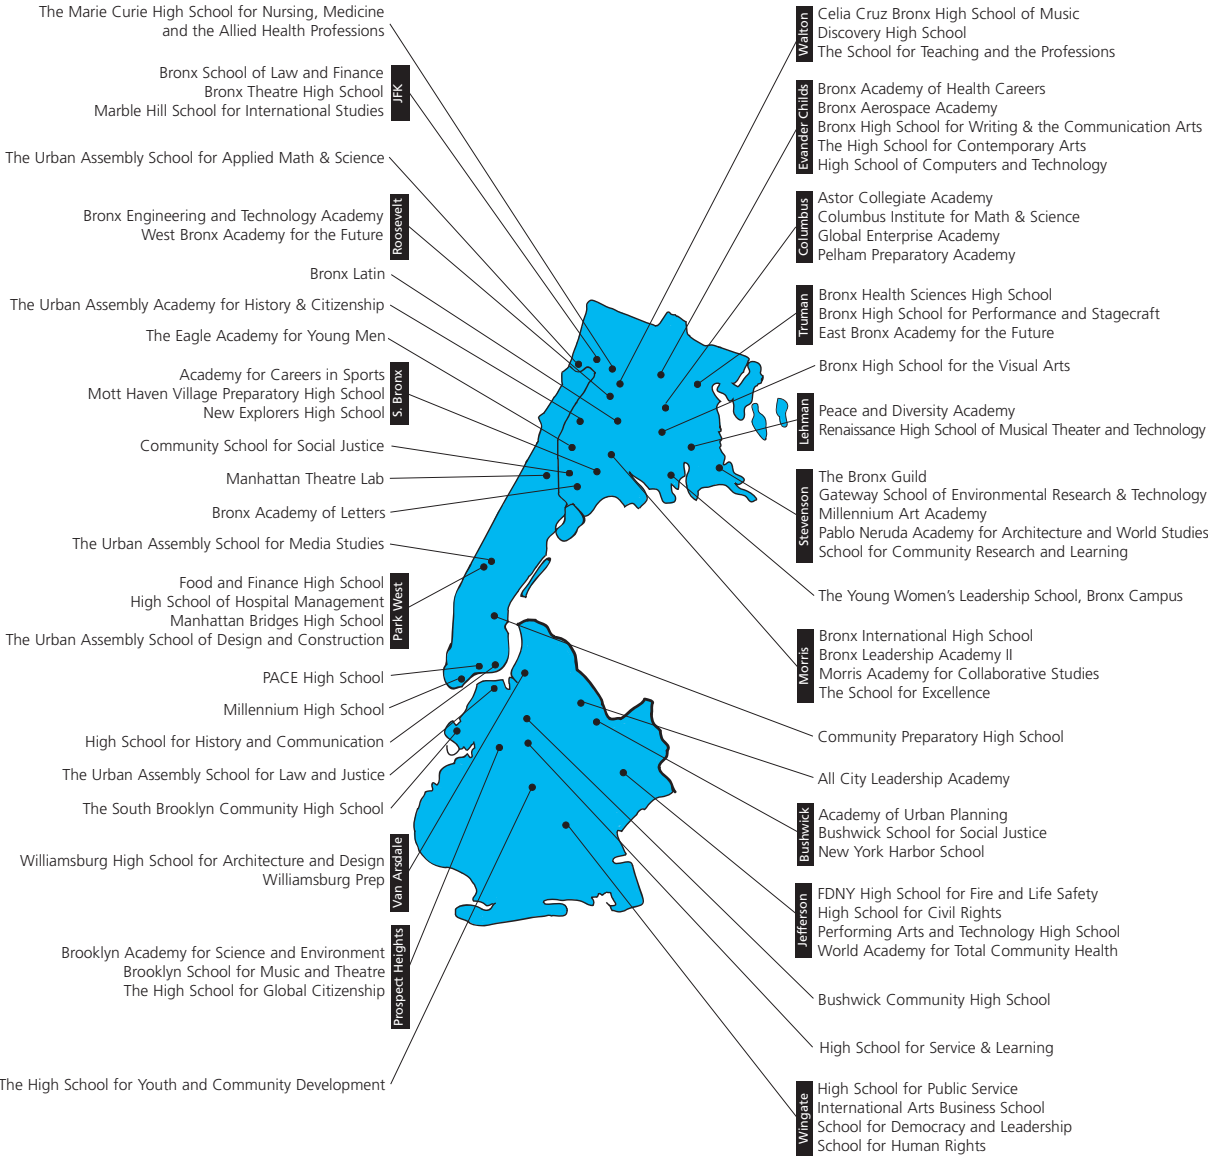 The Marie Curie High School for Nursing, Medicine
and the Allied Health Professions
JFK
Bronx School of Law and Finance
Bronx Theatre High School
Marble Hill School for International Studies
The Urban Assembly School for Applied Math & Science
Roosevelt
Bronx Engineering and Technology Academy
West Bronx Academy for the Future
Bronx Latin
The Urban Assembly Academy for History & Citizenship
The Eagle Academy for Young Men
S. Bronx
Academy for Careers in Sports
Mott Haven Village Preparatory High School
New Explorers High School
Community School for Social Justice
Manhattan Theatre Lab
Bronx Academy of Letters
The Urban Assembly School for Media Studies
Park West
Food and Finance High School
High School of Hospital Management
Manhattan Bridges High School
The Urban Assembly School of Design and Construction
PACE High School
Millennium High School
High School for History and Communication
The Urban Assembly School for Law and Justice
The South Brooklyn Community High School
Van Arsdale
Williamsburg High School for Architecture and Design
Williamsburg Prep
Prospect Heights
Brooklyn Academy for Science and Environment
Brooklyn School for Music and Theatre
The High School for Global Citizenship
The High School for Youth and Community Development
Walton
Celia Cruz Bronx High School of Music
Discovery High School
The School for Teaching and the Professions
Evander Childs
Bronx Academy of Health Careers
Bronx Aerospace Academy
Bronx High School for Writing & the Communication Arts
The High School for Contemporary Arts
High School of Computers and Technology
Columbus
Astor Collegiate Academy
Columbus Institute for Math & Science
Global Enterprise Academy
Pelham Preparatory Academy
Truman
Bronx Health Sciences High School
Bronx High School for Performance and Stagecraft
East Bronx Academy for the Future
Bronx High School for the Visual Arts
Lehman
Peace and Diversity Academy
Renaissance High School of Musical Theater and Technology
Stevenson
The Bronx Guild
Gateway School of Environmental Research & Technology
Millennium Art Academy
Pablo Neruda Academy for Architecture and World Studies
School for Community Research and Learning
The Young Women's Leadership School, Bronx Campus
Morris
Bronx International High School
Bronx Leadership Academy II
Morris Academy for Collaborative Studies
The School for Excellence
Community Preparatory High School
All City Leadership Academy
Bushwick
Academy of Urban Planning
Bushwick School for Social Justice
New York Harbor School
Jefferson
FDNY High School for Fire and Life Safety
High School for Civil Rights
Performing Arts and Technology High School
World Academy for Total Community Health
Bushwick Community High School
High School for Service & Learning
Wingate
High School for Public Service
International Arts Business School
School for Democracy and Leadership
School for Human Rights